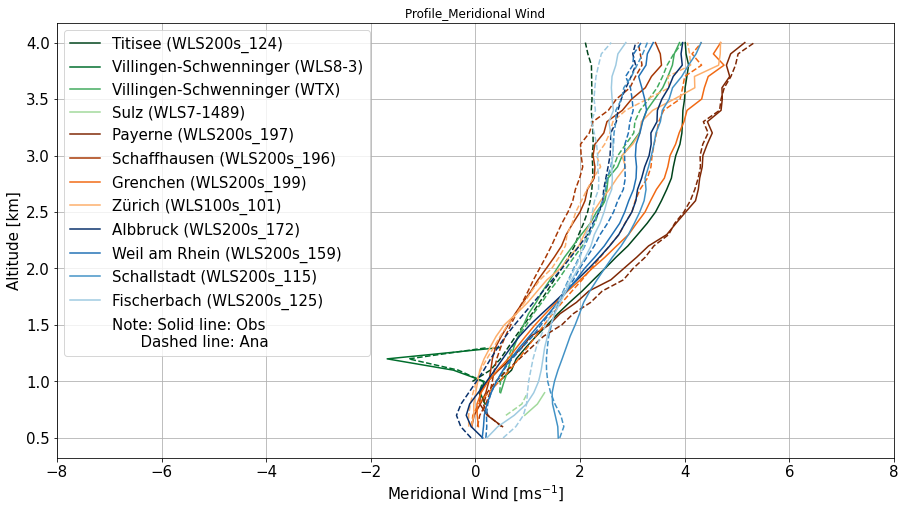 Profile_Meridional Wind
4.0
3.5
3.0
2.5
2.0
1.5
1.0
0.5
Altitude [km]
Titisee (WLS200s_124)
Villingen-Schwenninger (WLS8-3)
Villingen-Schwenninger (WTX)
Sulz (WLS7-1489)
Payerne (WLS200s_197)
Schaffhausen (WLS200s_196)
Grenchen (WLS200s_199)
Zürich (WLS100s_101)
Albbruck (WLS200s_172)
Weil am Rhein (WLS200s_159)
Schallstadt (WLS200s_115)
Fischerbach (WLS200s_125)
Note: Solid line: Obs
Dashed line: Ana
−8 −6 −4 −2 0 2 4 6 8
Meridional Wind [ms⁻¹]